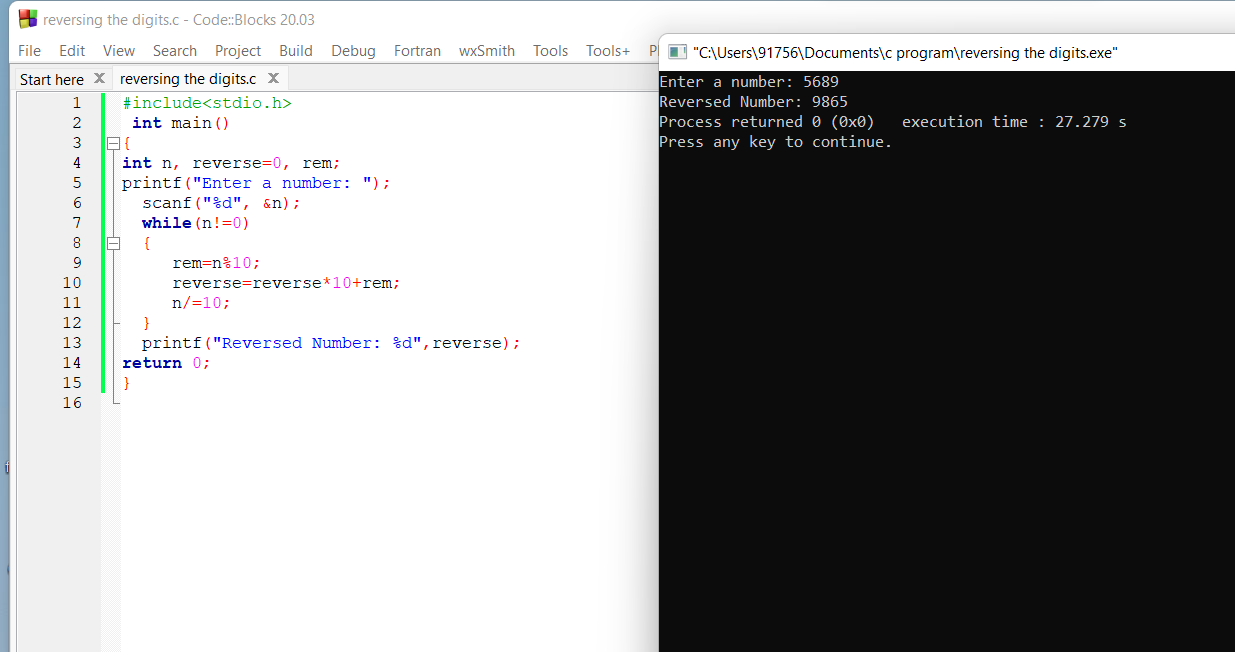 reversing the digits.c - Code::Blocks 20.03
File Edit View Search Project Build Debug Fortran wxSmith Tools Tools+ P
Start here X reversing the digits.c X
1 #include<stdio.h>
2 int main()
3 {
4 int n, reverse=0, rem;
5 printf("Enter a number: ");
6 scanf("%d", &n);
7 while(n!=0)
8 {
9 rem=n%10;
10 reverse=reverse*10+rem;
11 n/=10;
12 }
13 printf("Reversed Number: %d",reverse);
14 return 0;
15 }
16
"C:\Users\91756\Documents\c program\reversing the digits.exe"
Enter a number: 5689
Reversed Number: 9865
Process returned 0 (0x0) execution time : 27.279 s
Press any key to continue.